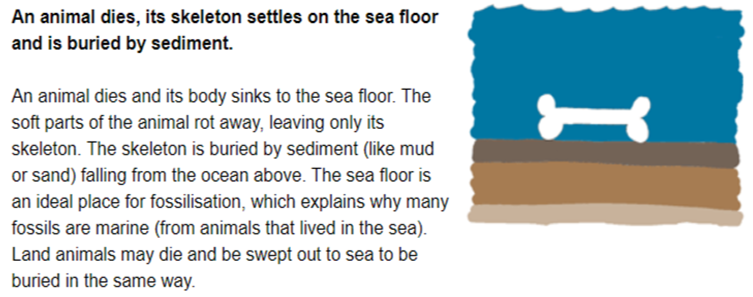 An animal dies, its skeleton settles on the sea floor
and is buried by sediment.
An animal dies and its body sinks to the sea floor. The
soft parts of the animal rot away, leaving only its
skeleton. The skeleton is buried by sediment (like mud
or sand) falling from the ocean above. The sea floor is
an ideal place for fossilisation, which explains why many
fossils are marine (from animals that lived in the sea).
Land animals may die and be swept out to sea to be
buried in the same way.